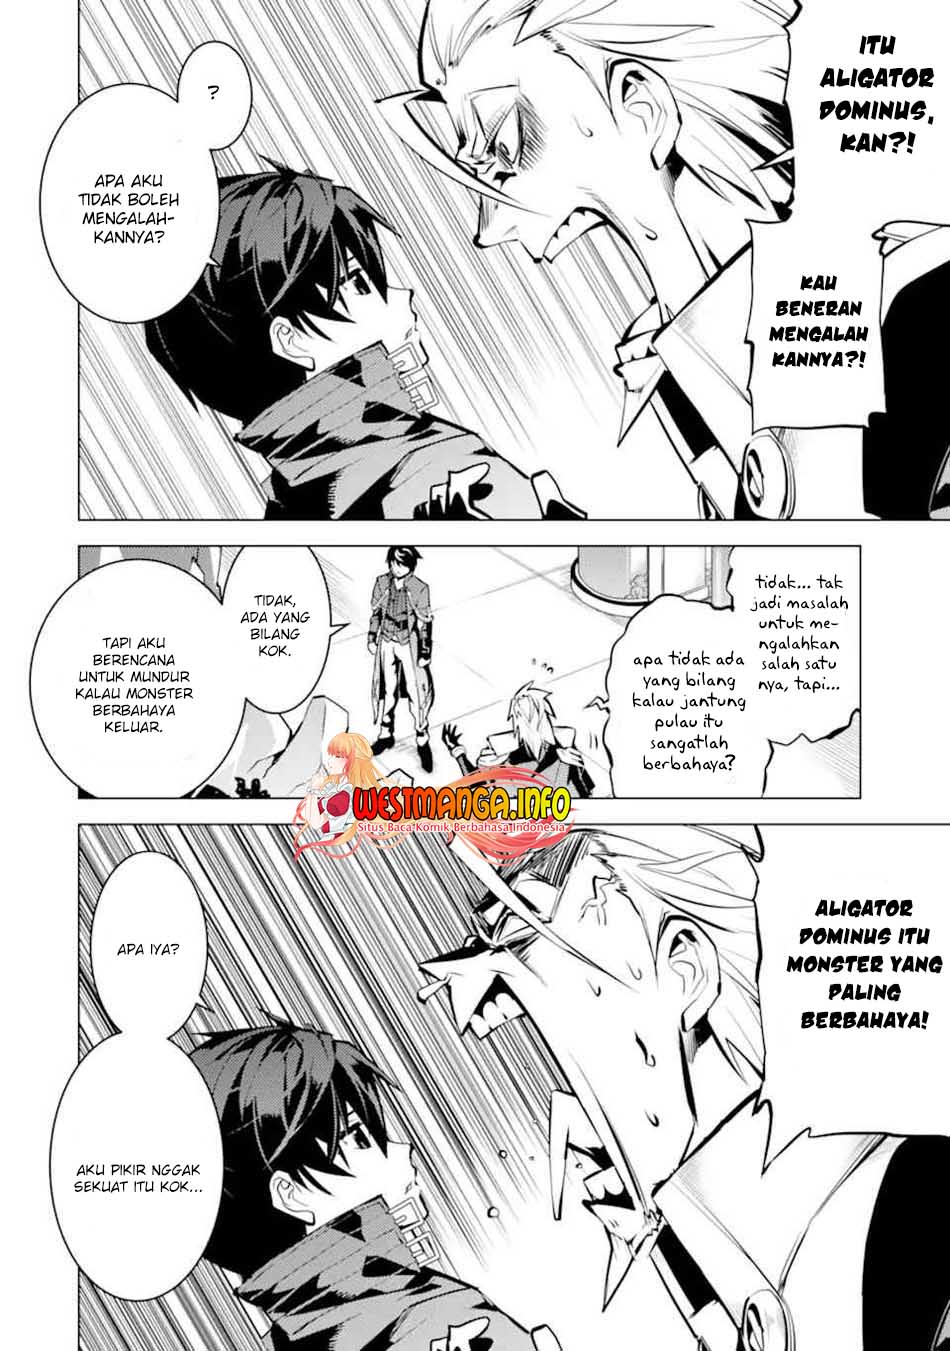 ITU
ALIGATOR
DOMINUS,
KAN?!
KAU
BENERAN
MENGALAH
KANNYA?!
?
APA AKU
TIDAK BOLEH
MENGALAH-
KANNYA?
tidak... tak
jadi masalah
untuk me-
ngalahkan
salah satu
nya, tapi...
apa tidak ada
yang bilang
kalau jantung
pulau itu
sangatlah
berbahaya?
TIDAK,
ADA YANG
BILANG
KOK.
TAPI AKU
BERENCANA
UNTUK MUNDUR
KALAU MONSTER
BERBAHAYA
KELUAR.
WESTMANGA.INFO
Situs Baca Komik Berbahasa Indonesia
ALIGATOR
DOMINUS ITU
MONSTER YANG
PALING
BERBAHAYA!
APA IYA?
AKU PIKIR NGGAK
SEKUAT ITU KOK...